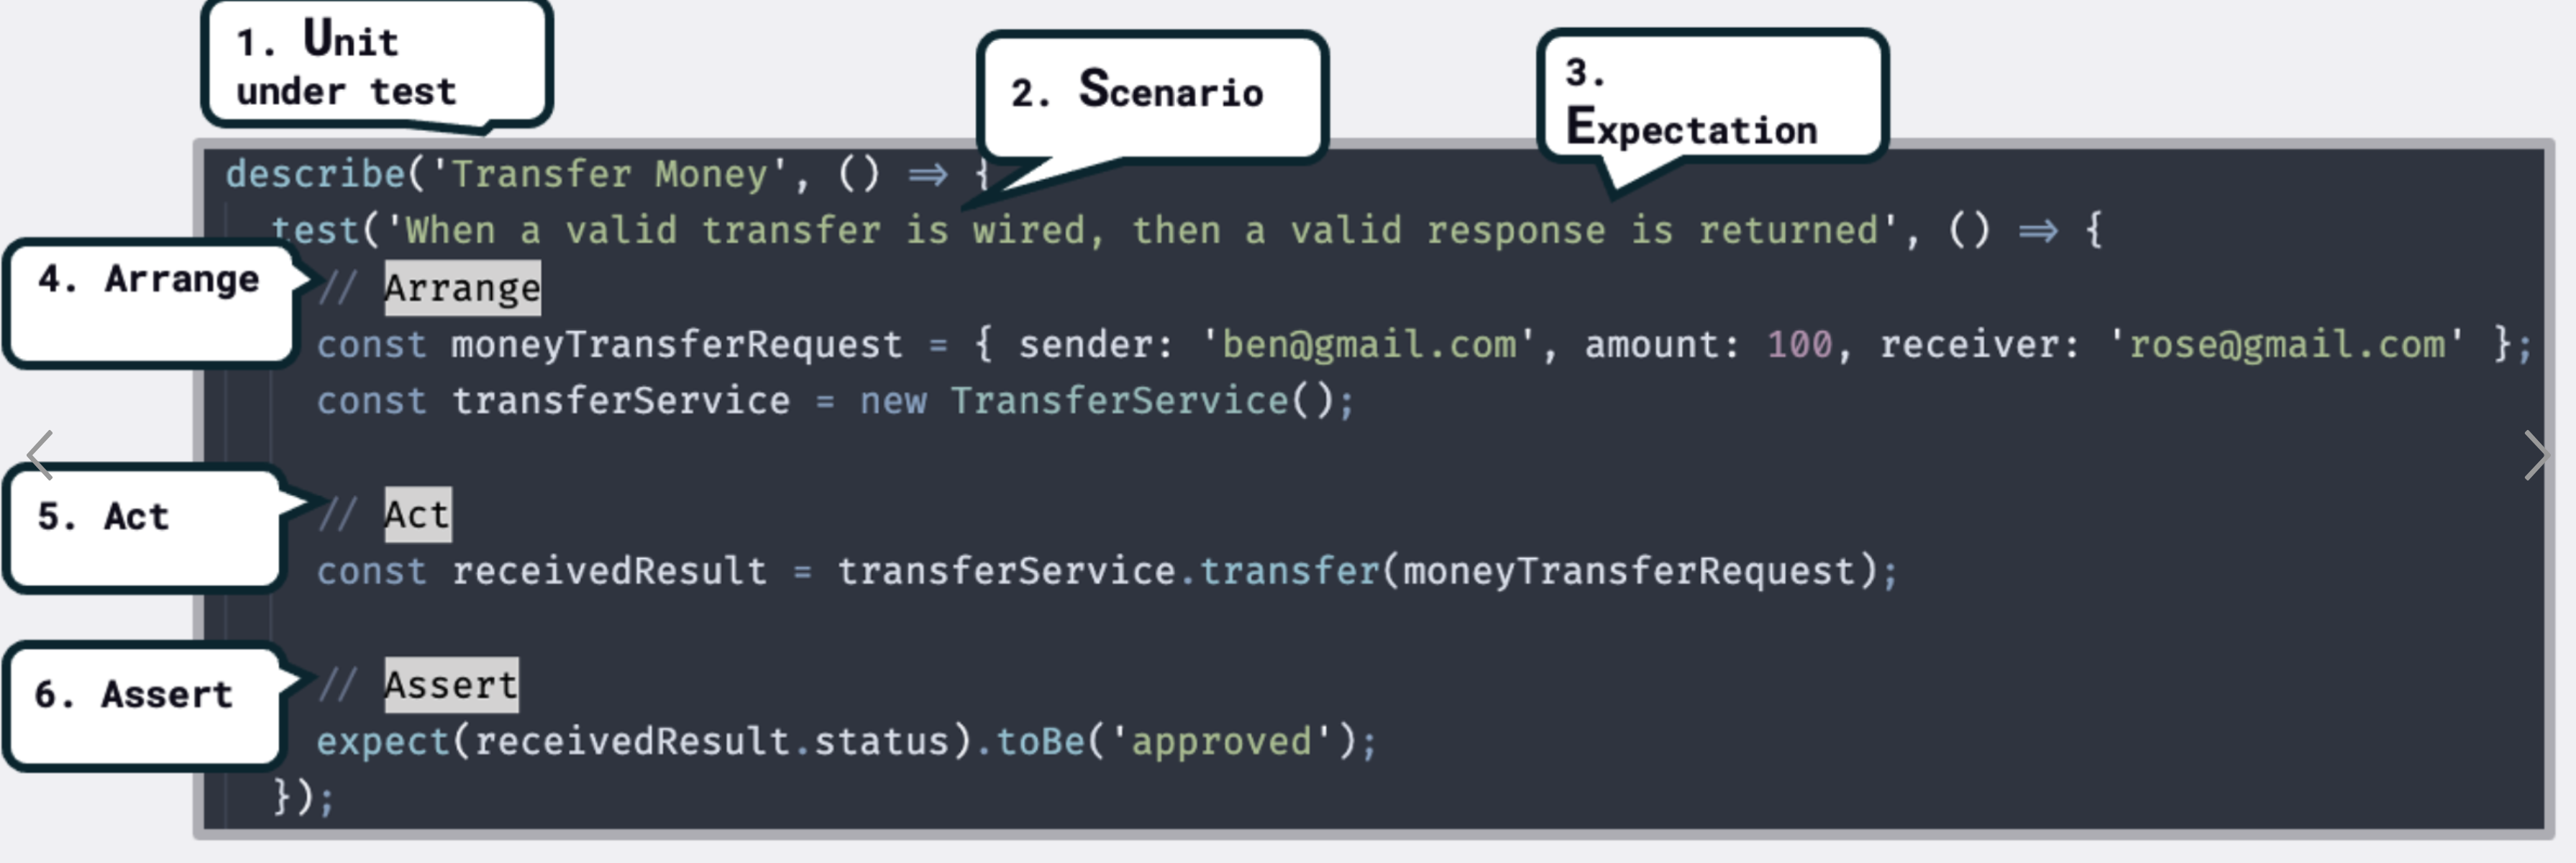 1. Unit
under test
2. Scenario
3.
Expectation
describe('Transfer Money', () => {
test('When a valid transfer is wired, then a valid response is returned', () => {
4. Arrange
// Arrange
const moneyTransferRequest = { sender: 'ben@gmail.com', amount: 100, receiver: 'rose@gmail.com' };
const transferService = new TransferService();
5. Act
// Act
const receivedResult = transferService.transfer(moneyTransferRequest);
6. Assert
// Assert
expect(receivedResult.status).toBe('approved');
});